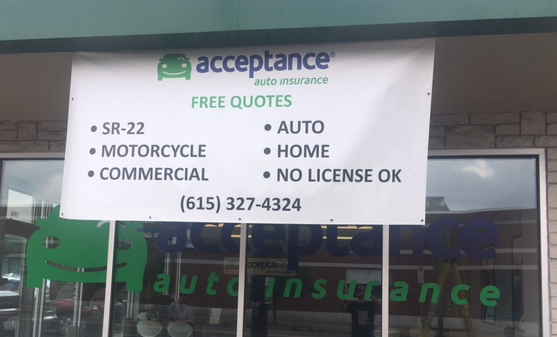 acceptance®
auto insurance
FREE QUOTES
• SR-22
• MOTORCYCLE
• COMMERCIAL
• AUTO
• HOME
• NO LICENSE OK
(615) 327-4324
acceptance
acceptance
auto insurance